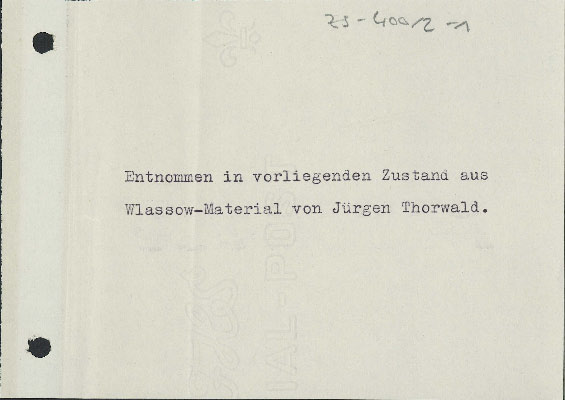 ZS-400/2-1
Entnommen in vorliegenden Zustand aus
Wlassow-Material von Jürgen Thorwald.